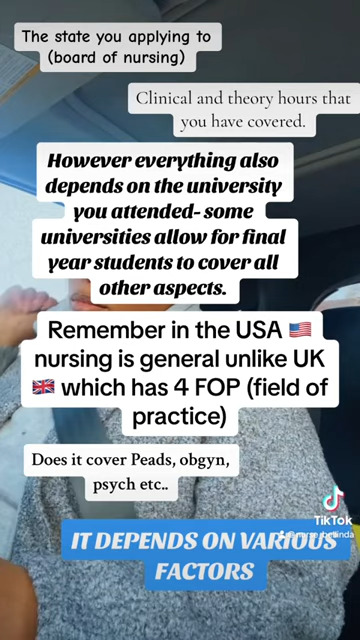 The state you applying to
(board of nursing)
Clinical and theory hours that
you have covered.
However everything also
depends on the university
you attended- some
universities allow for final
year students to cover all
other aspects.
Remember in the USA 🇺🇸
nursing is general unlike UK
🇬🇧 which has 4 FOP (field of
practice)
Does it cover Peads, obgyn,
psych etc..
TikTok
IT DEPENDS ON VARIOUS
FACTORS